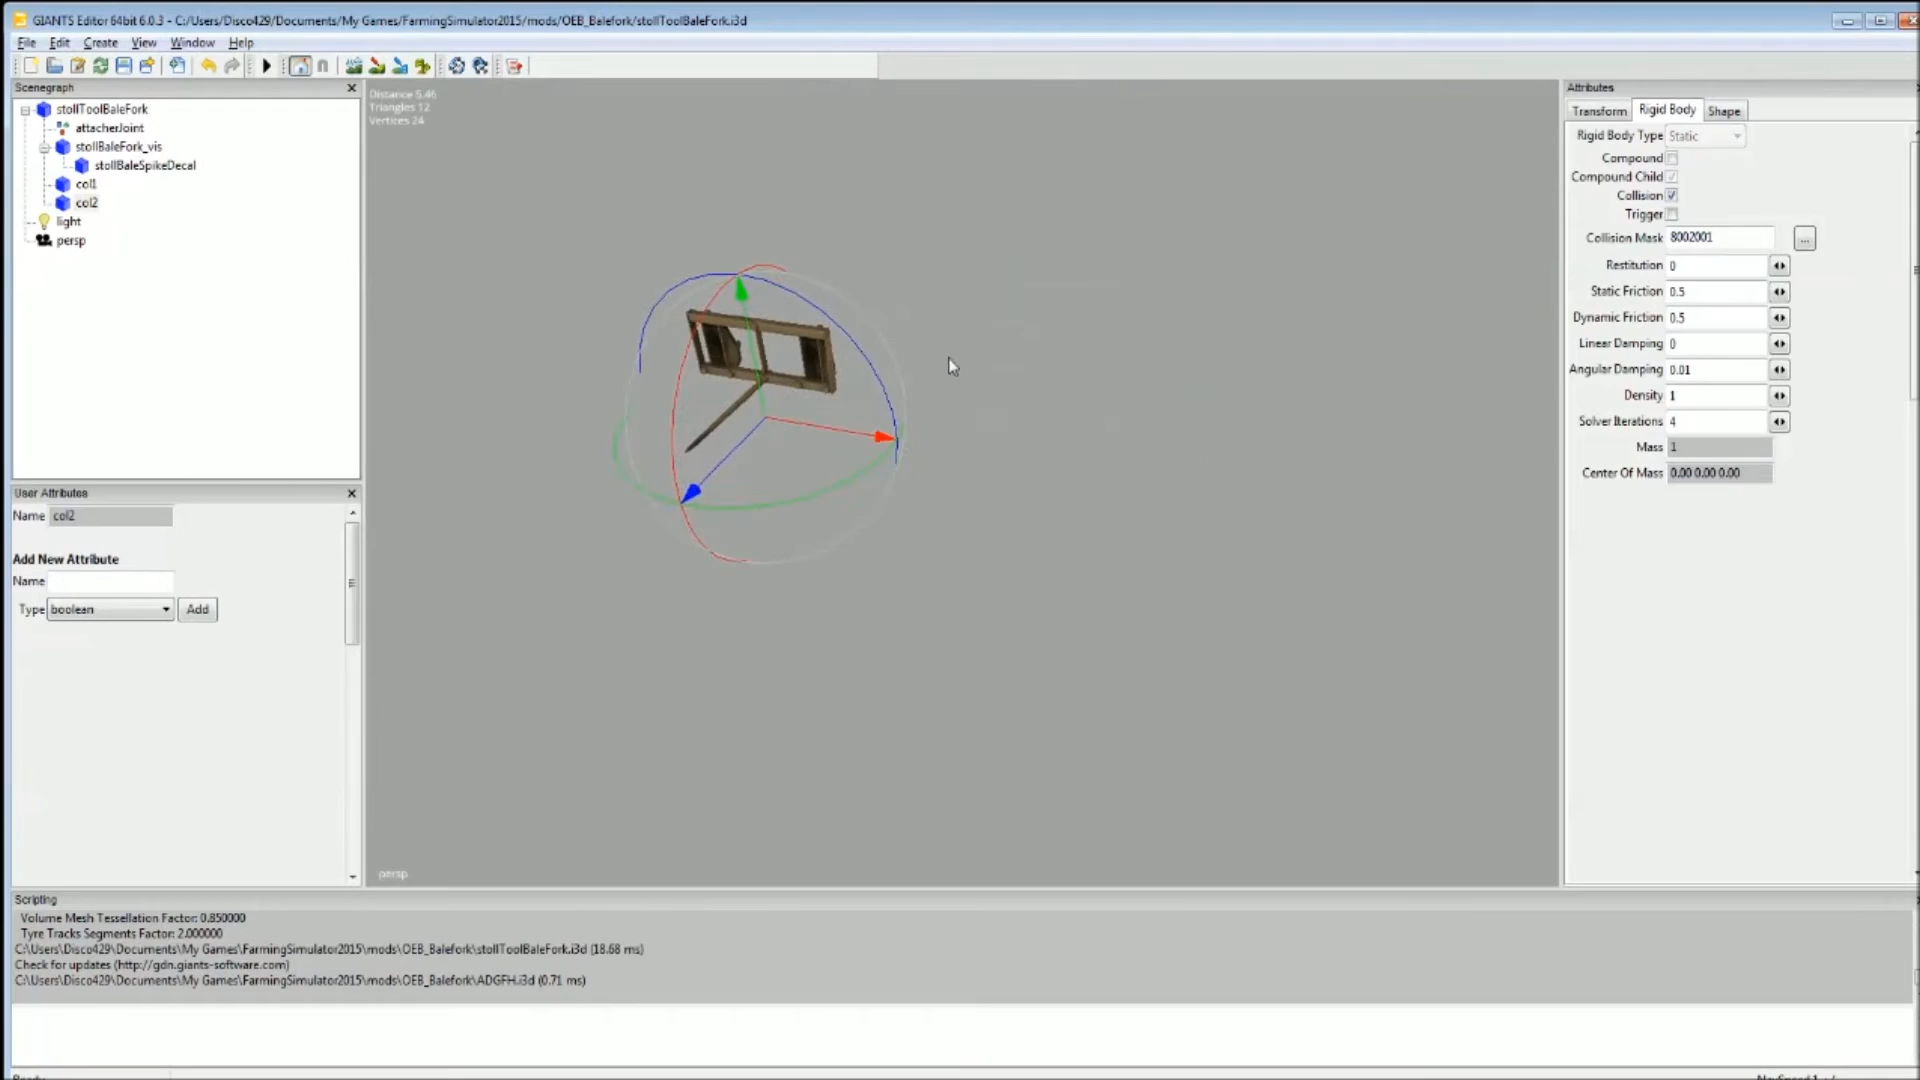 GIANTS Editor 64bit 6.0.3 - C:/Users/Disco429/Documents/My Games/FarmingSimulator2015/mods/OEB_Balefork/stollToolBaleFork.i3d
File Edit Create View Window Help
Scenegraph
stollToolBaleFork
attacherJoint
stollBaleFork_vis
stollBaleSpikeDecal
col1
col2
light
persp
User Attributes
Name col2
Add New Attribute
Name
Type boolean Add
Distance 5.46
Triangles 12
Vertices 24
persp
Attributes
Transform Rigid Body Shape
Rigid Body Type Static
Compound
Compound Child
Collision
Trigger
Collision Mask 8002001 ...
Restitution 0
Static Friction 0.5
Dynamic Friction 0.5
Linear Damping 0
Angular Damping 0.01
Density 1
Solver Iterations 4
Mass 1
Center Of Mass 0.00 0.00 0.00
Scripting
Volume Mesh Tessellation Factor: 0.850000
Tyre Tracks Segments Factor: 2.000000
C:\Users\Disco429\Documents\My Games\FarmingSimulator2015\mods\OEB_Balefork\stollToolBaleFork.i3d (18.68 ms)
Check for updates (http://gdn.giants-software.com)
C:\Users\Disco429\Documents\My Games\FarmingSimulator2015\mods\OEB_Balefork\ADGFH.i3d (0.71 ms)